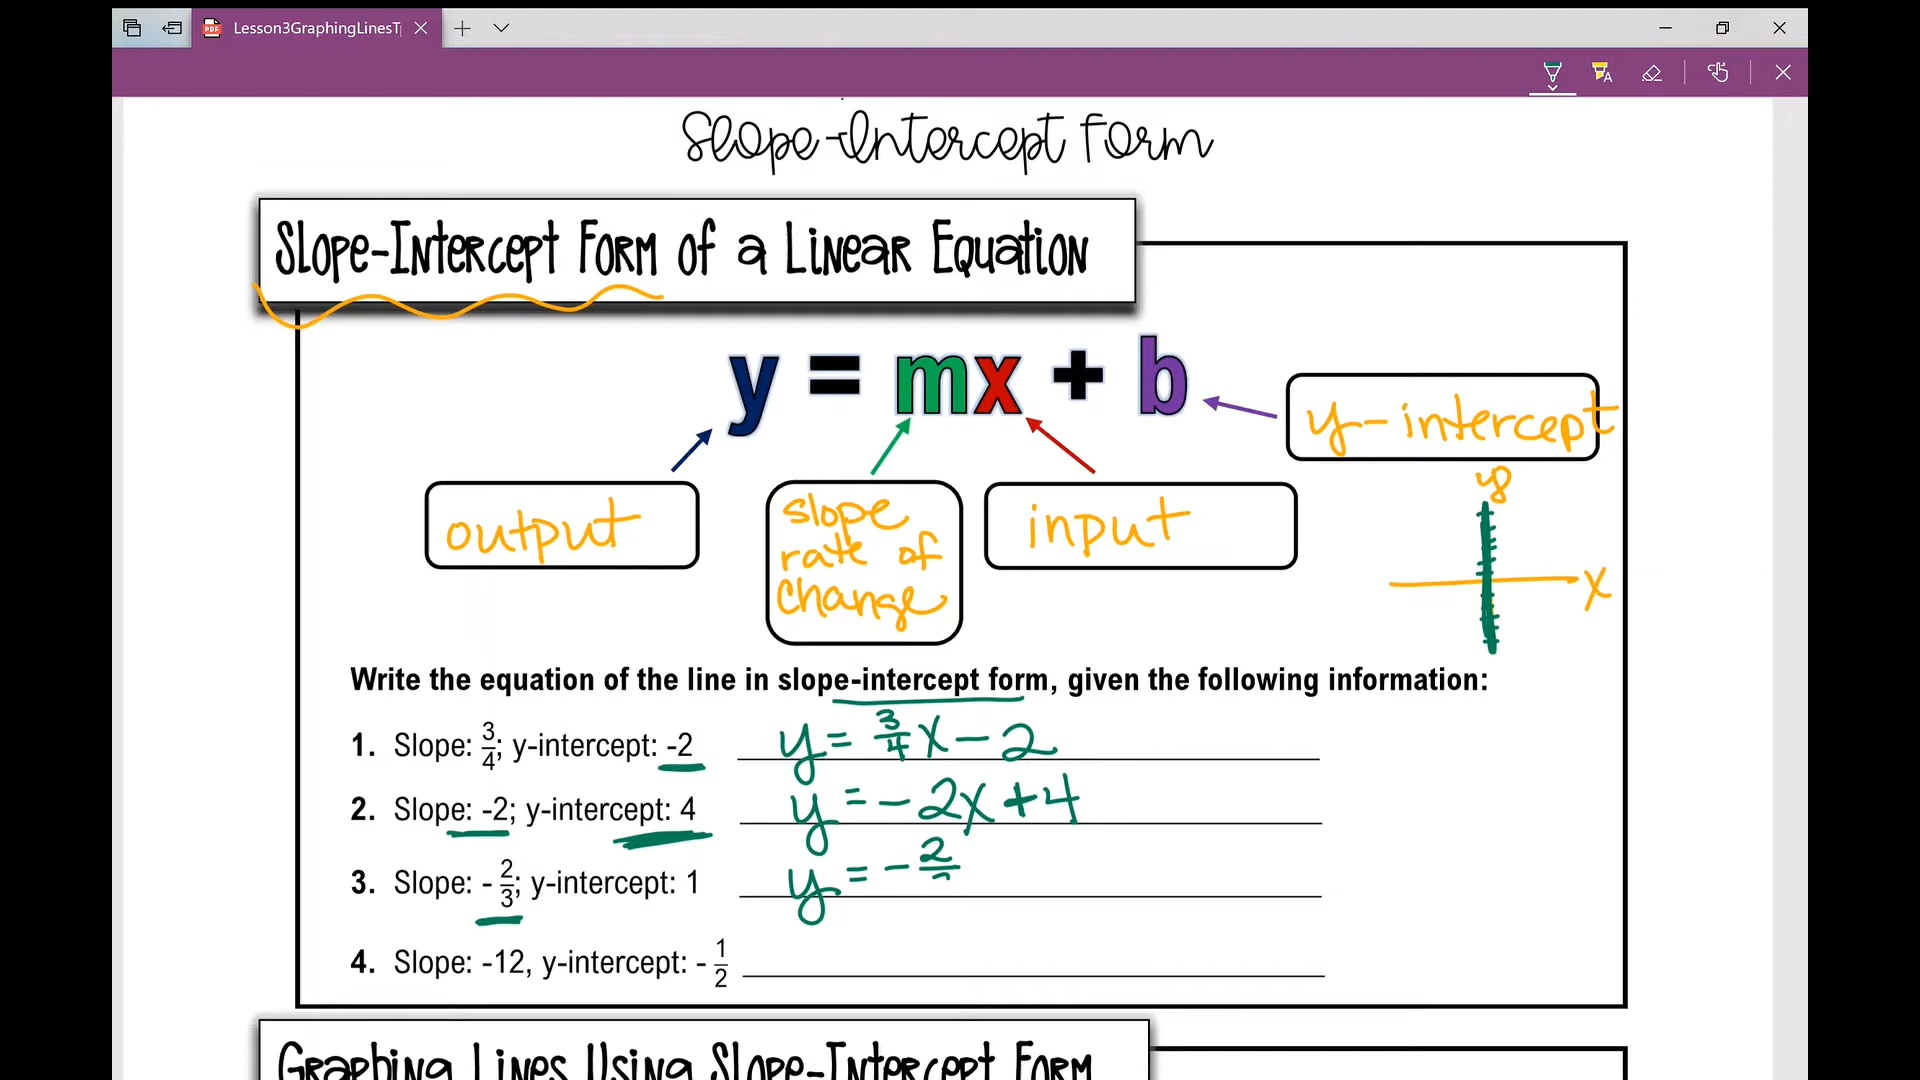 Lesson3GraphingLinesT
Slope-Intercept Form
Slope-Intercept Form of a Linear Equation
y = mx + b
y-intercept
output
slope
rate of
change
input
y
x
Write the equation of the line in slope-intercept form, given the following information:
1. Slope: 3/4; y-intercept: -2 y = 3/4 x - 2
2. Slope: -2; y-intercept: 4 y = -2x + 4
3. Slope: - 2/3; y-intercept: 1 y = - 2/
4. Slope: -12, y-intercept: - 1/2
Graphing Lines Using Slope-Intercept Form